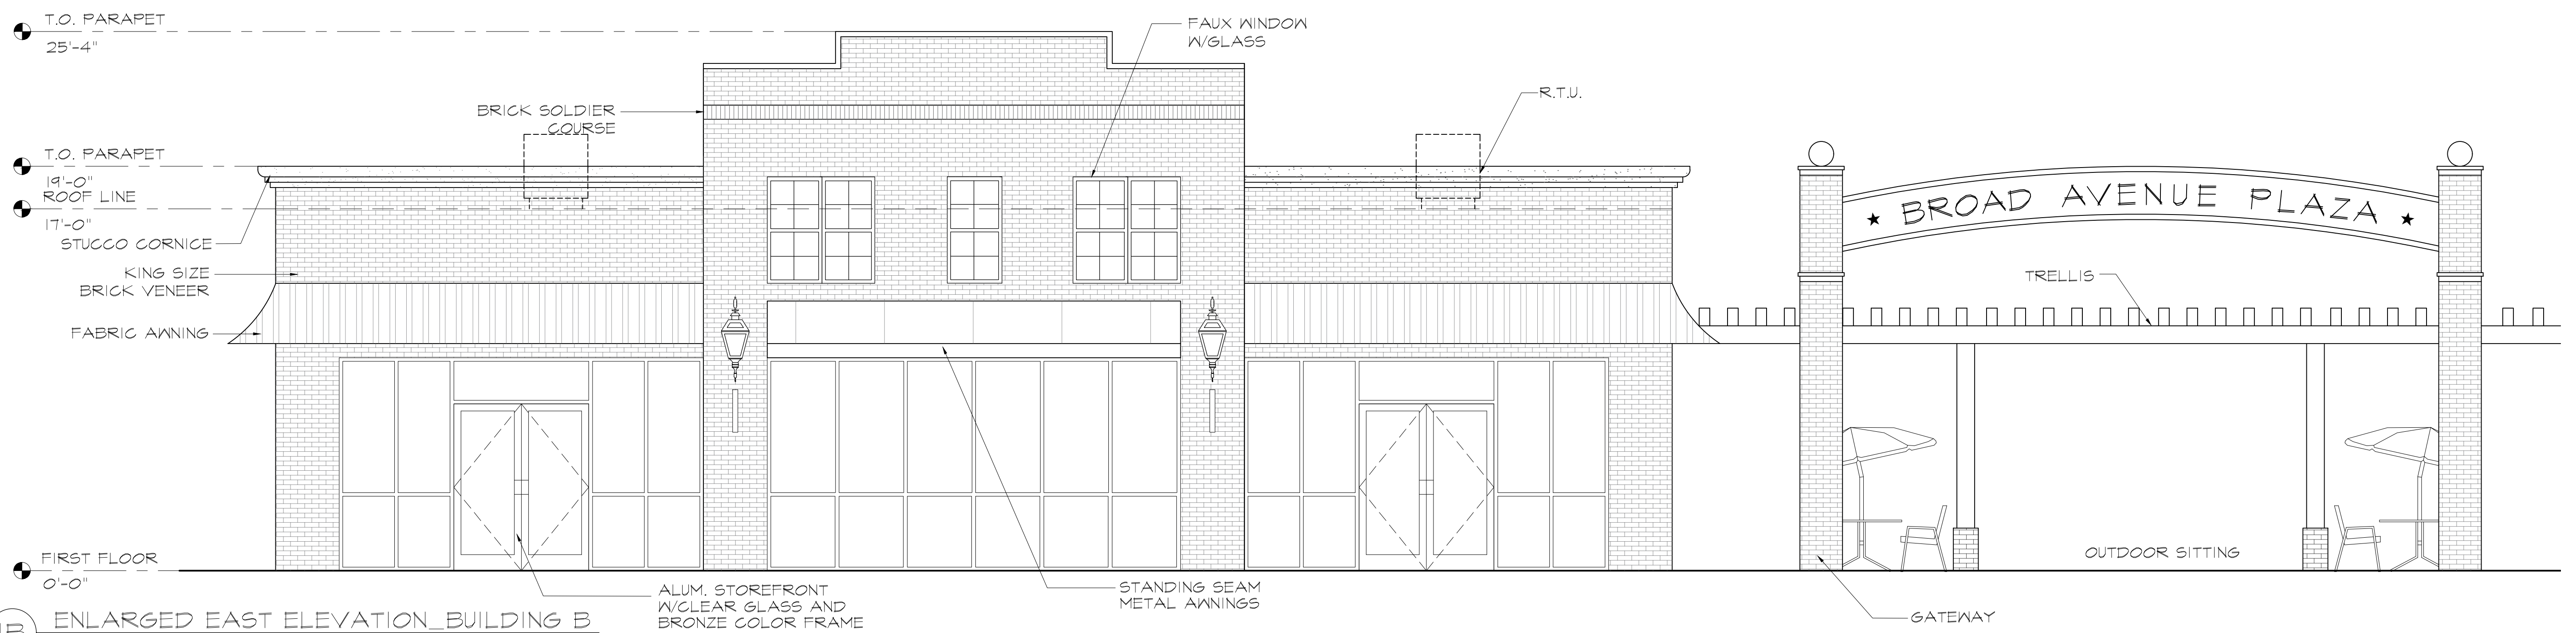 T.O. PARAPET
25'-4"
FAUX WINDOW
W/GLASS
BRICK SOLDIER
COURSE
R.T.U.
T.O. PARAPET
19'-0"
ROOF LINE
17'-0"
STUCCO CORNICE
KING SIZE
BRICK VENEER
FABRIC AWNING
★ BROAD AVENUE PLAZA ★
TRELLIS
OUTDOOR SITTING
FIRST FLOOR
0'-0"
ALUM. STOREFRONT
W/CLEAR GLASS AND
BRONZE COLOR FRAME
STANDING SEAM
METAL AWNINGS
GATEWAY
ENLARGED EAST ELEVATION_BUILDING B